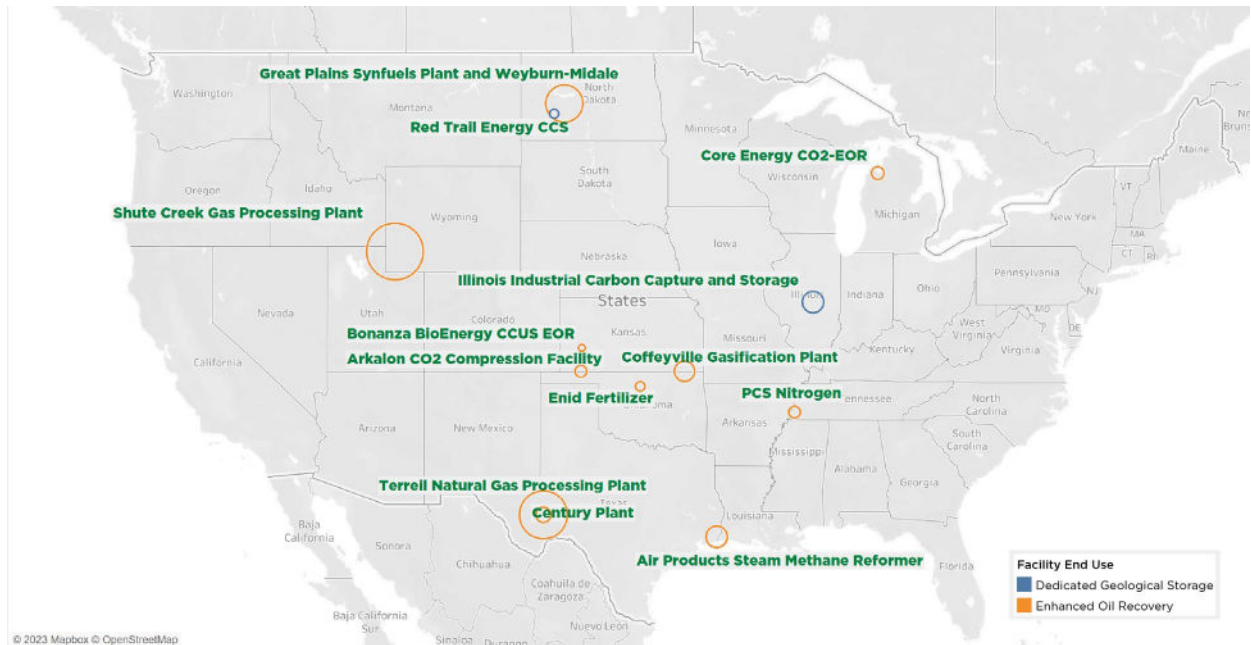 Great Plains Synfuels Plant and Weyburn-Midale
Washington
Montana
North
Dakota
Red Trail Energy CCS
Minnesota
Core Energy CO2-EOR
Wisconsin
Michigan
Maine
VT
Oregon
Idaho
South
Dakota
Shute Creek Gas Processing Plant
Wyoming
New York
MA
CT
RI
Iowa
Nebraska
Pennsylvania
NJ
Illinois Industrial Carbon Capture and Storage
States
Illinois
Indiana
Ohio
MD
DE
Nevada
Utah
Colorado
Bonanza BioEnergy CCUS EOR
Kansas
Missouri
West
Virginia
Virginia
Kentucky
California
Arkalon CO2 Compression Facility
Coffeyville Gasification Plant
Enid Fertilizer
Oklahoma
PCS Nitrogen
Tennessee
North
Carolina
Arizona
New Mexico
Arkansas
South
Carolina
Mississippi
Alabama
Georgia
Terrell Natural Gas Processing Plant
Texas
Century Plant
Louisiana
Baja
California
Sonora
Chihuahua
Air Products Steam Methane Reformer
Florida
Coahuila de
Zaragoza
Baja California
Sur
Sinaloa
Durango
Nuevo León
Facility End Use
Dedicated Geological Storage
Enhanced Oil Recovery
© 2023 Mapbox © OpenStreetMap